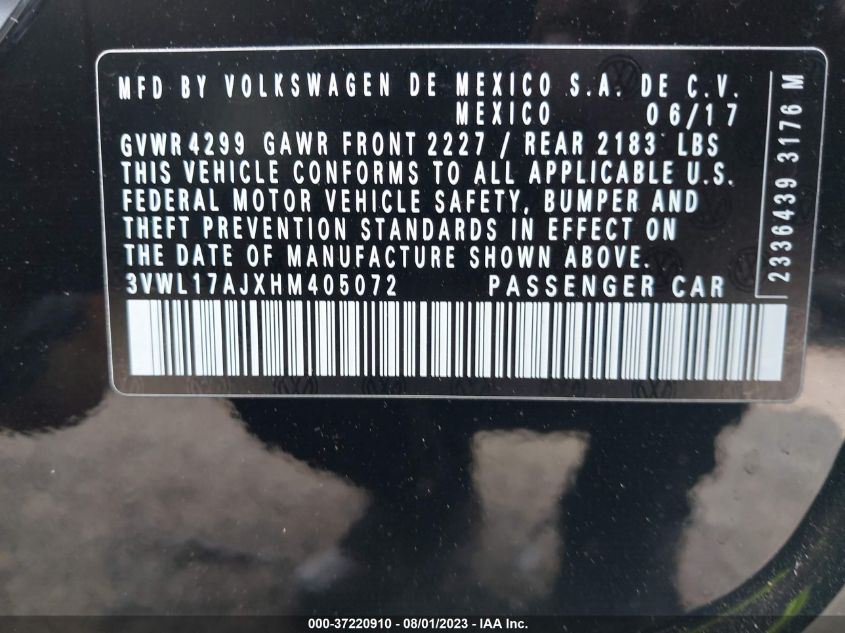 MFD BY VOLKSWAGEN DE MEXICO S.A. DE C.V.
MEXICO 06/17
GVWR 4299 GAWR FRONT 2227 / REAR 2183 LBS
THIS VEHICLE CONFORMS TO ALL APPLICABLE U.S.
FEDERAL MOTOR VEHICLE SAFETY, BUMPER AND
THEFT PREVENTION STANDARDS IN EFFECT ON
THE DATE OF MANUFACTURE SHOWN ABOVE.
3VWL17AJXHM405072 PASSENGER CAR
2336439 3176 M
000-37220910 - 08/01/2023 - IAA Inc.